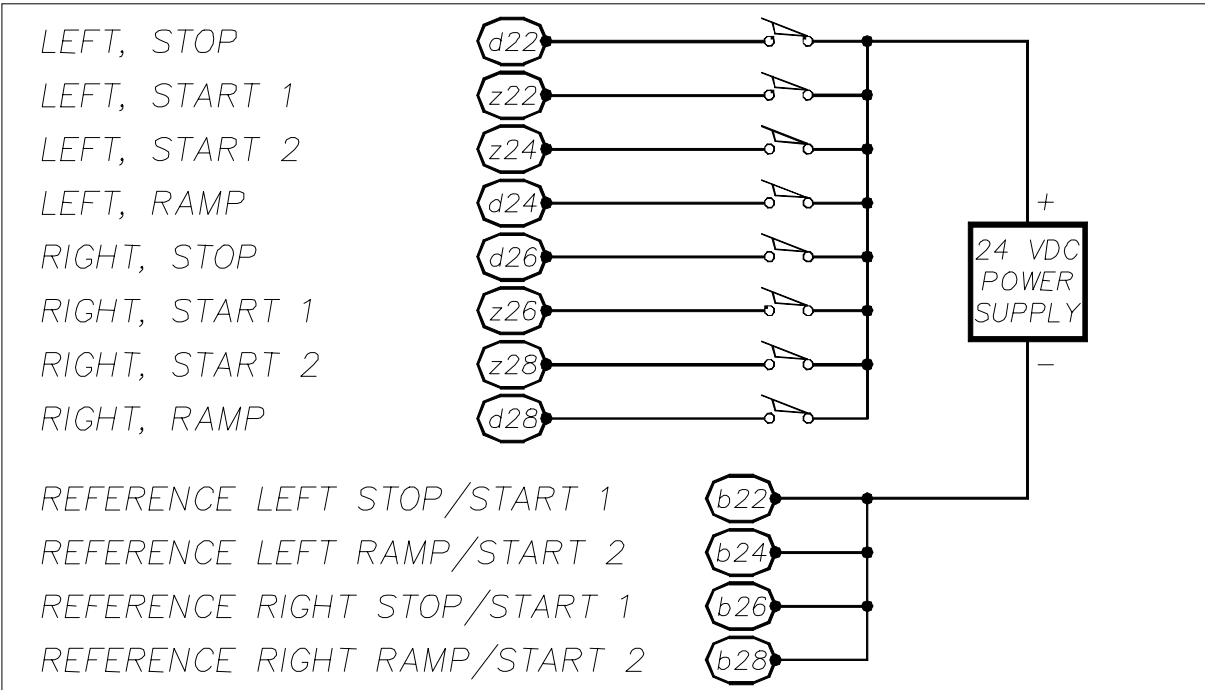 LEFT, STOP d22
LEFT, START 1 z22
LEFT, START 2 z24
LEFT, RAMP d24
+
RIGHT, STOP d26
24 VDC
POWER
SUPPLY
RIGHT, START 1 z26
RIGHT, START 2 z28
–
RIGHT, RAMP d28
REFERENCE LEFT STOP/START 1 b22
REFERENCE LEFT RAMP/START 2 b24
REFERENCE RIGHT STOP/START 1 b26
REFERENCE RIGHT RAMP/START 2 b28